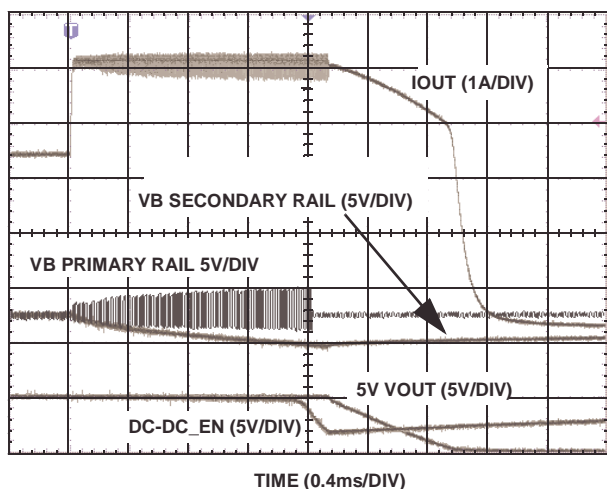 T
IOUT (1A/DIV)
VB SECONDARY RAIL (5V/DIV)
VB PRIMARY RAIL 5V/DIV
5V VOUT (5V/DIV)
DC-DC_EN (5V/DIV)
TIME (0.4ms/DIV)